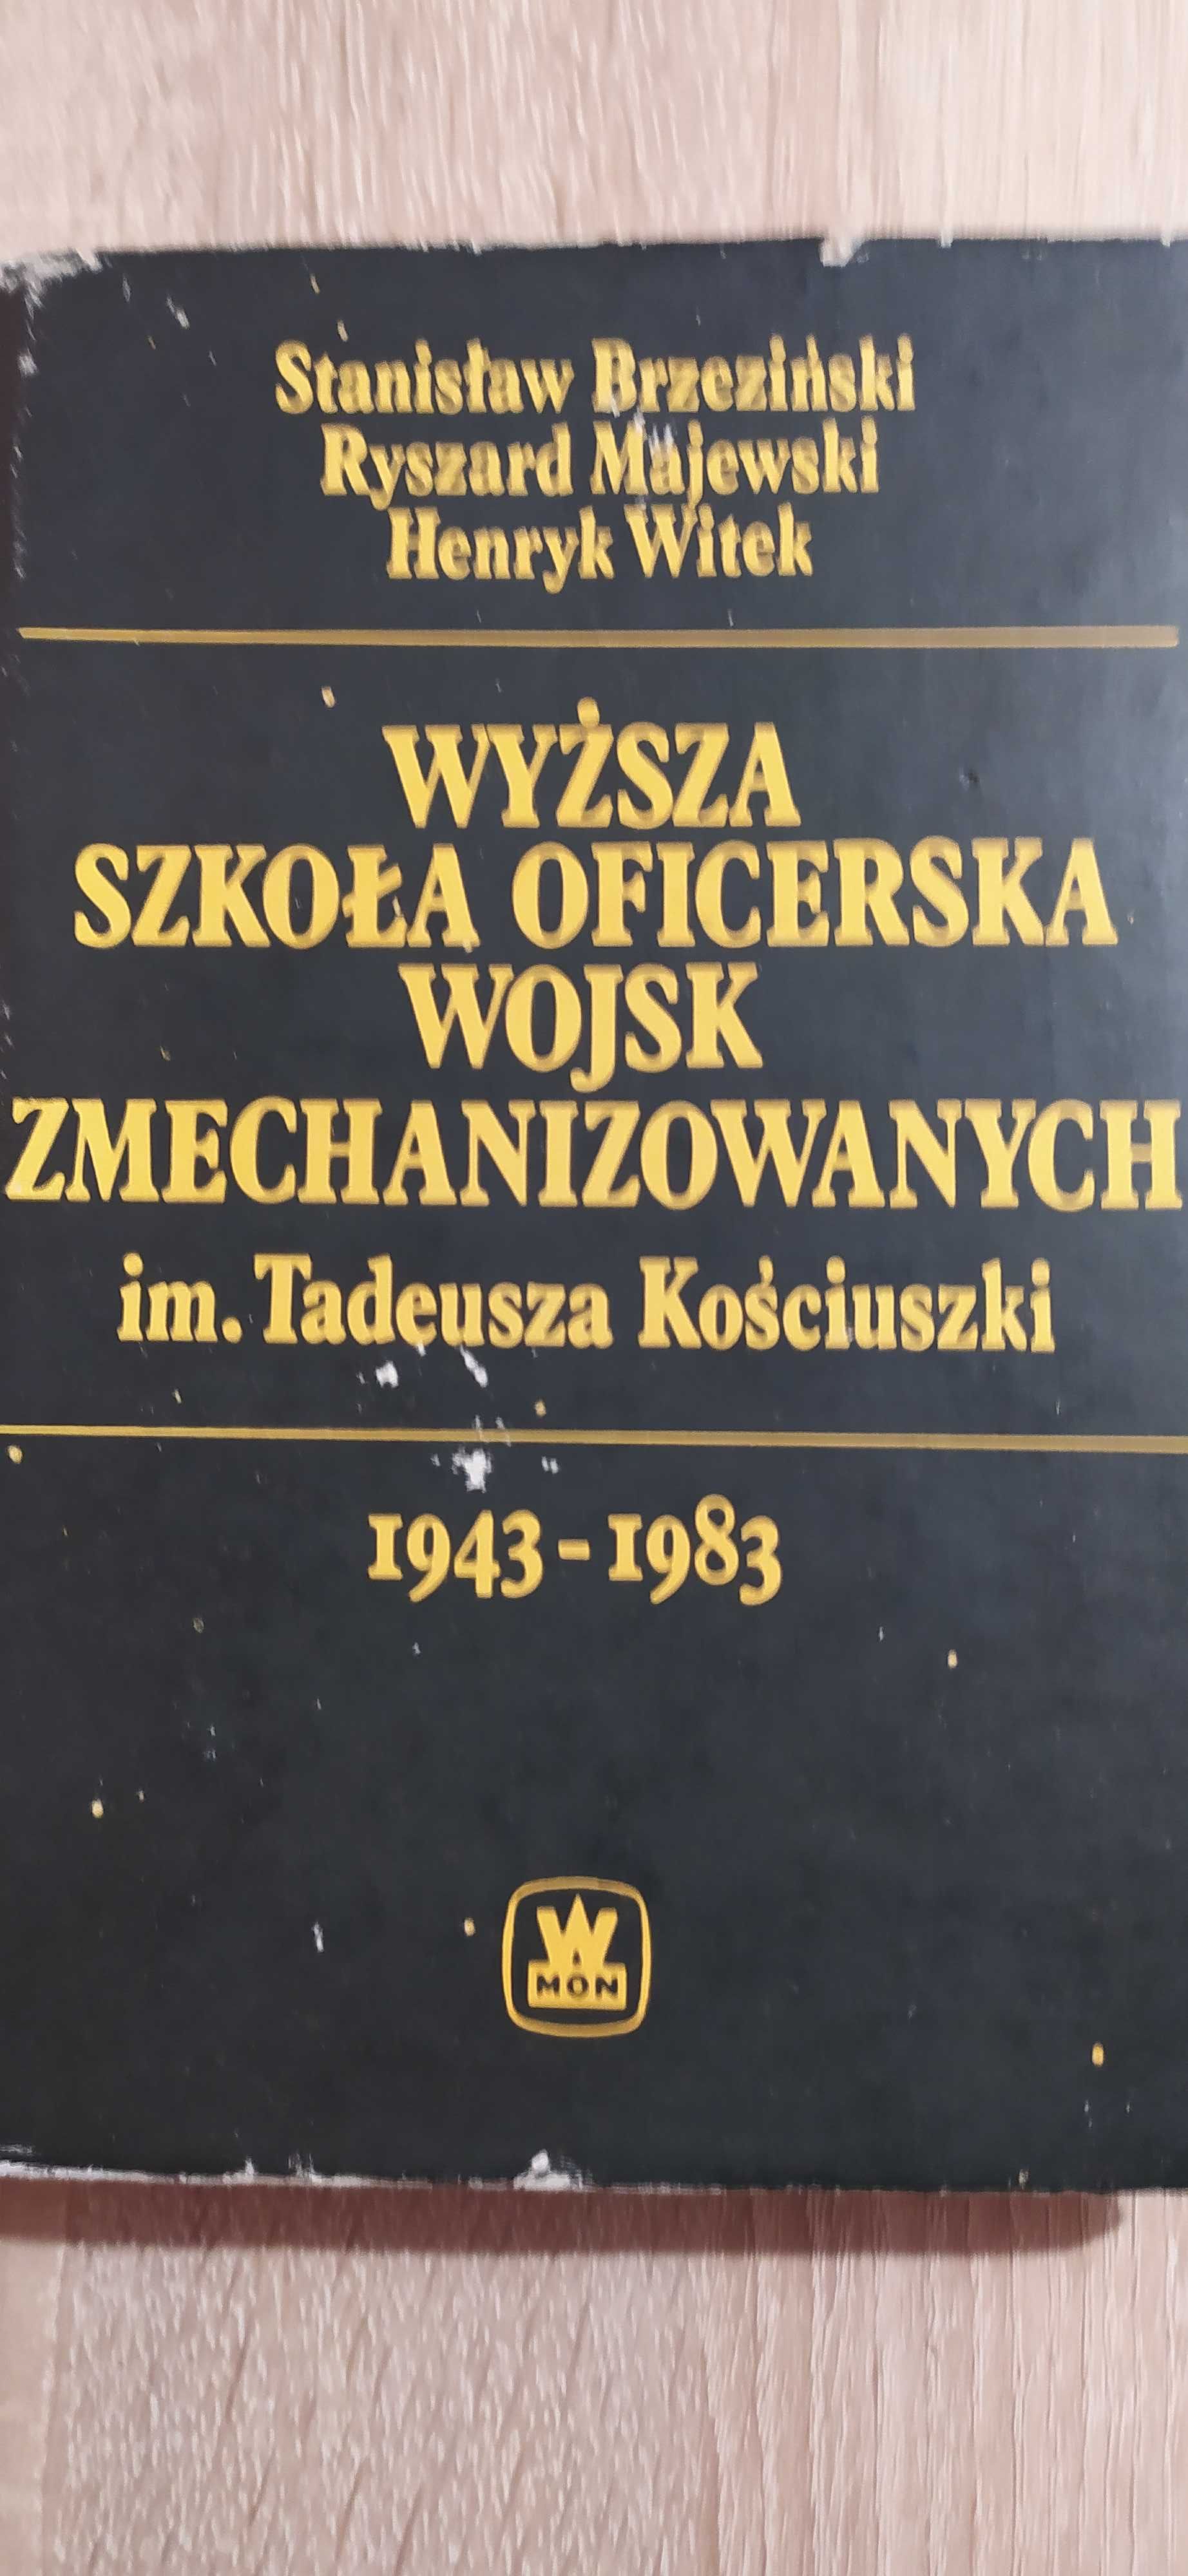 Stanisław Brzeziński
Ryszard Majewski
Henryk Witek
WYŻSZA
SZKOŁA OFICERSKA
WOJSK
ZMECHANIZOWANYCH
im. Tadeusza Kościuszki
1943-1983
W
MON